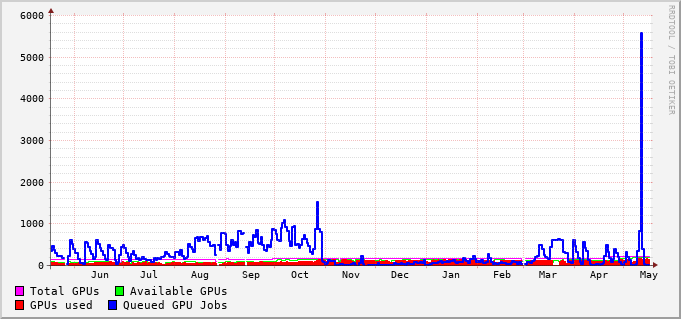 RRDTOOL / TOBI OETIKER
6000
5000
4000
3000
2000
1000
0
Jun Jul Aug Sep Oct Nov Dec Jan Feb Mar Apr May
Total GPUs Available GPUs
GPUs used Queued GPU Jobs